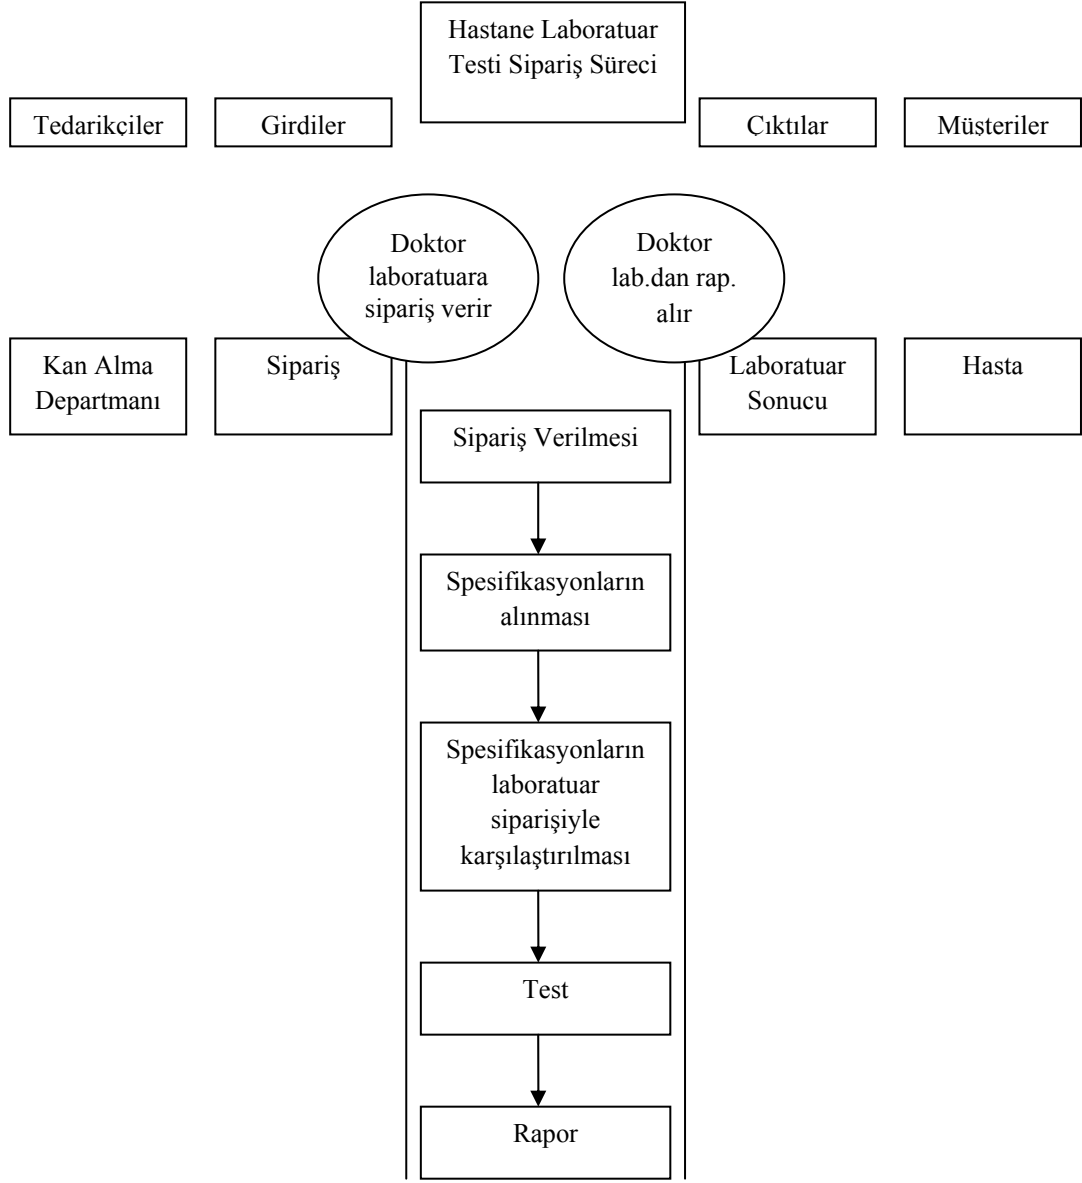 Hastane Laboratuar
Testi Sipariş Süreci
Tedarikçiler
Girdiler
Çıktılar
Müşteriler
Doktor
laboratuara
sipariş verir
Doktor
lab.dan rap.
alır
Kan Alma
Departmanı
Sipariş
Laboratuar
Sonucu
Hasta
Sipariş Verilmesi
Spesifikasyonların
alınması
Spesifikasyonların
laboratuar
siparişiyle
karşılaştırılması
Test
Rapor